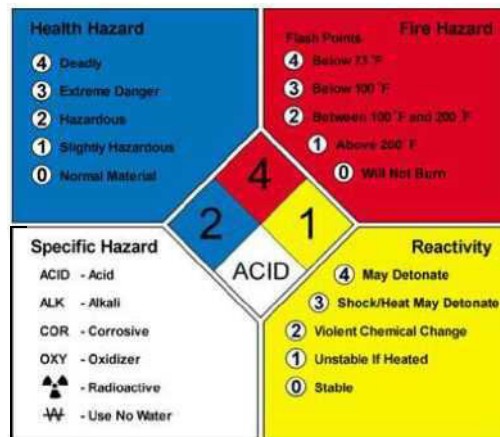 Health Hazard
4 Deadly
3 Extreme Danger
2 Hazardous
1 Slightly Hazardous
0 Normal Material
Fire Hazard
Flash Points
4 Below 73 °F
3 Below 100 °F
2 Between 100 °F and 200 °F
1 Above 200 °F
0 Will Not Burn
4
2
1
ACID
Specific Hazard
ACID - Acid
ALK - Alkali
COR - Corrosive
OXY - Oxidizer
- Radioactive
W - Use No Water
Reactivity
4 May Detonate
3 Shock/Heat May Detonate
2 Violent Chemical Change
1 Unstable If Heated
0 Stable